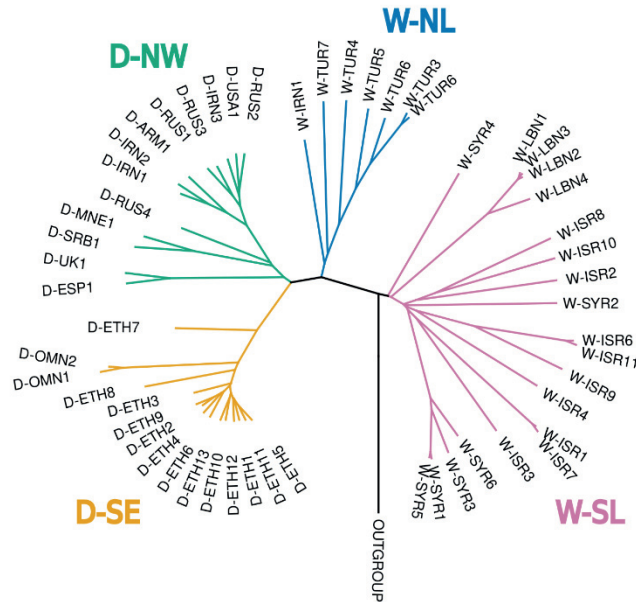 W-NL
D-NW
D-RUS2
D-USA1
D-IRN3
D-RUS3
D-RUS1
D-ARM1
D-IRN2
D-IRN1
D-RUS4
D-MNE1
D-SRB1
D-UK1
D-ESP1
W-IRN1
W-TUR7
W-TUR4
W-TUR5
W-TUR6
W-TUR3
W-TUR6
W-SYR4
W-LBN1
W-LBN3
W-LBN2
W-LBN4
W-ISR8
W-ISR10
W-ISR2
W-SYR2
W-ISR6
W-ISR11
W-ISR9
W-ISR4
W-ISR1
W-ISR7
W-ISR3
W-SYR6
W-SYR3
W-SYR1
W-SYR5
W-SL
OUTGROUP
D-ETH7
D-OMN2
D-OMN1
D-ETH8
D-ETH3
D-ETH9
D-ETH2
D-ETH4
D-ETH6
D-ETH13
D-ETH10
D-ETH12
D-ETH1
D-ETH11
D-ETH5
D-SE